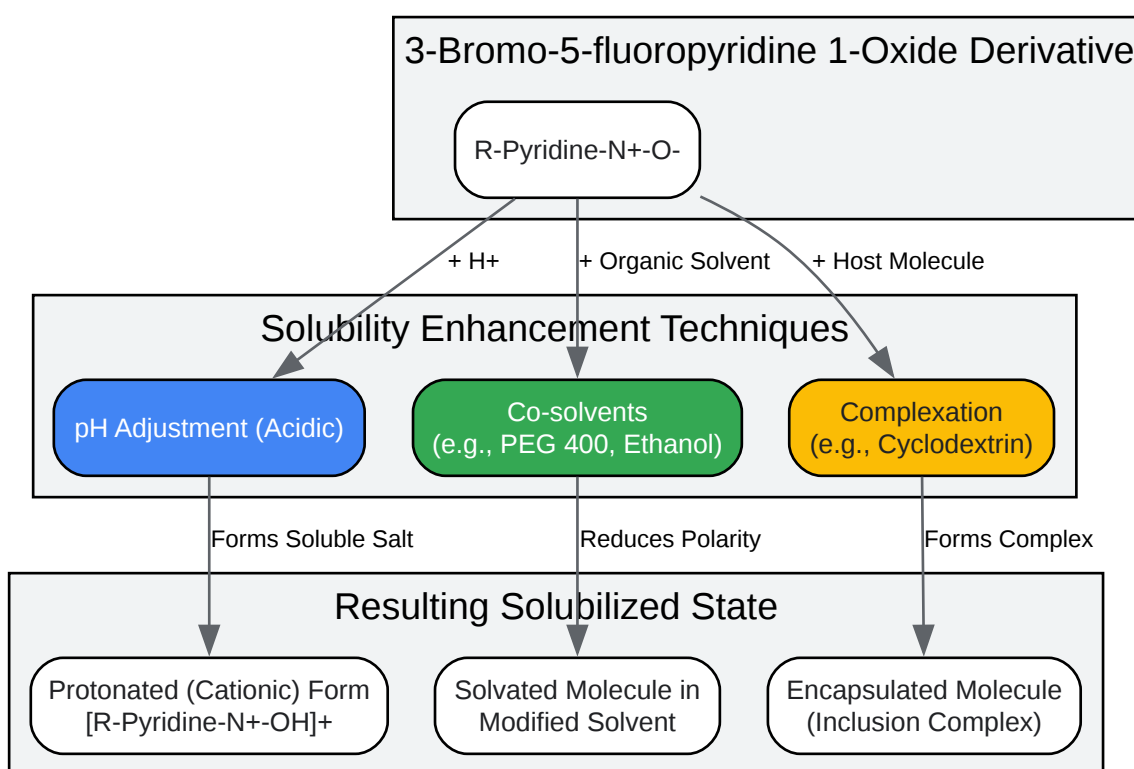 3-Bromo-5-fluoropyridine 1-Oxide Derivative
R-Pyridine-N+-O-
+ H+
+ Organic Solvent
+ Host Molecule
Solubility Enhancement Techniques
pH Adjustment (Acidic)
Co-solvents
(e.g., PEG 400, Ethanol)
Complexation
(e.g., Cyclodextrin)
Forms Soluble Salt
Reduces Polarity
Forms Complex
Resulting Solubilized State
Protonated (Cationic) Form
[R-Pyridine-N+-OH]+
Solvated Molecule in
Modified Solvent
Encapsulated Molecule
(Inclusion Complex)